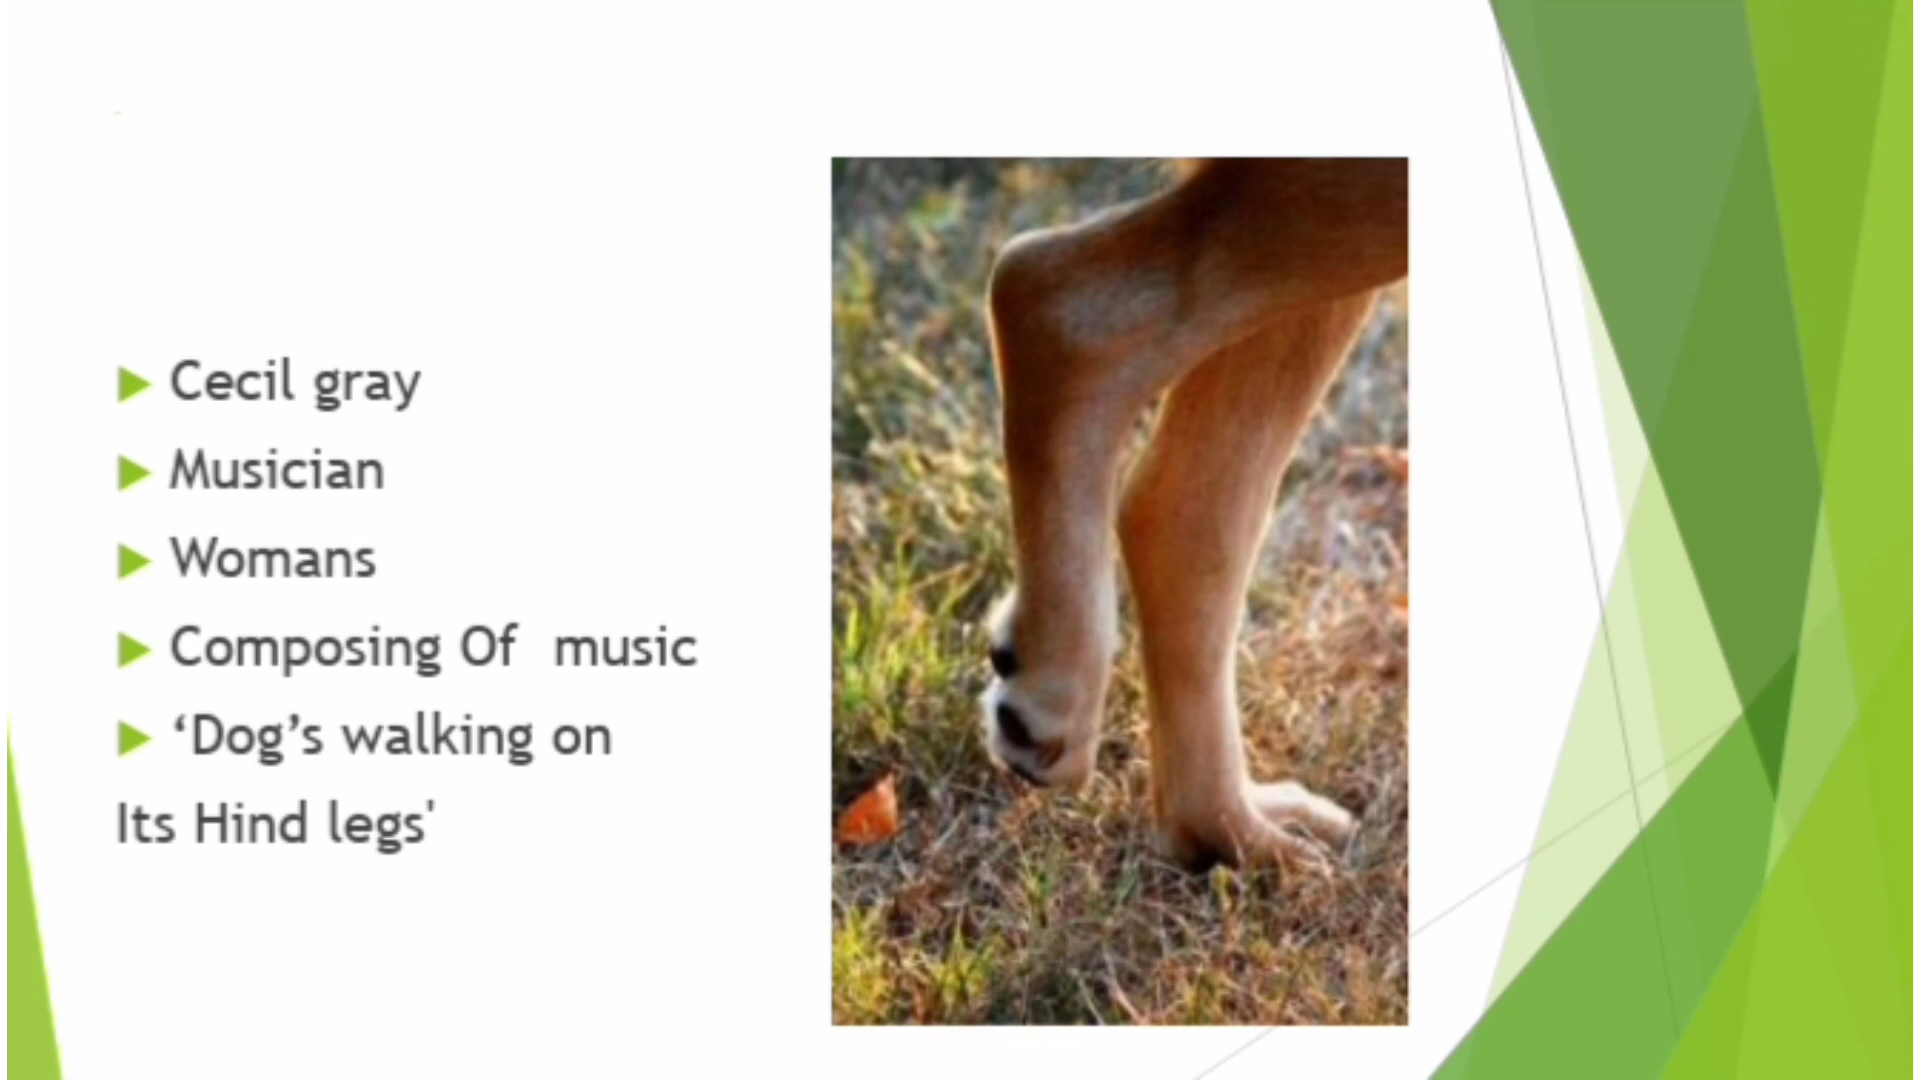 Cecil gray
Musician
Womans
Composing Of  music
‘Dog’s walking on
Its Hind legs'